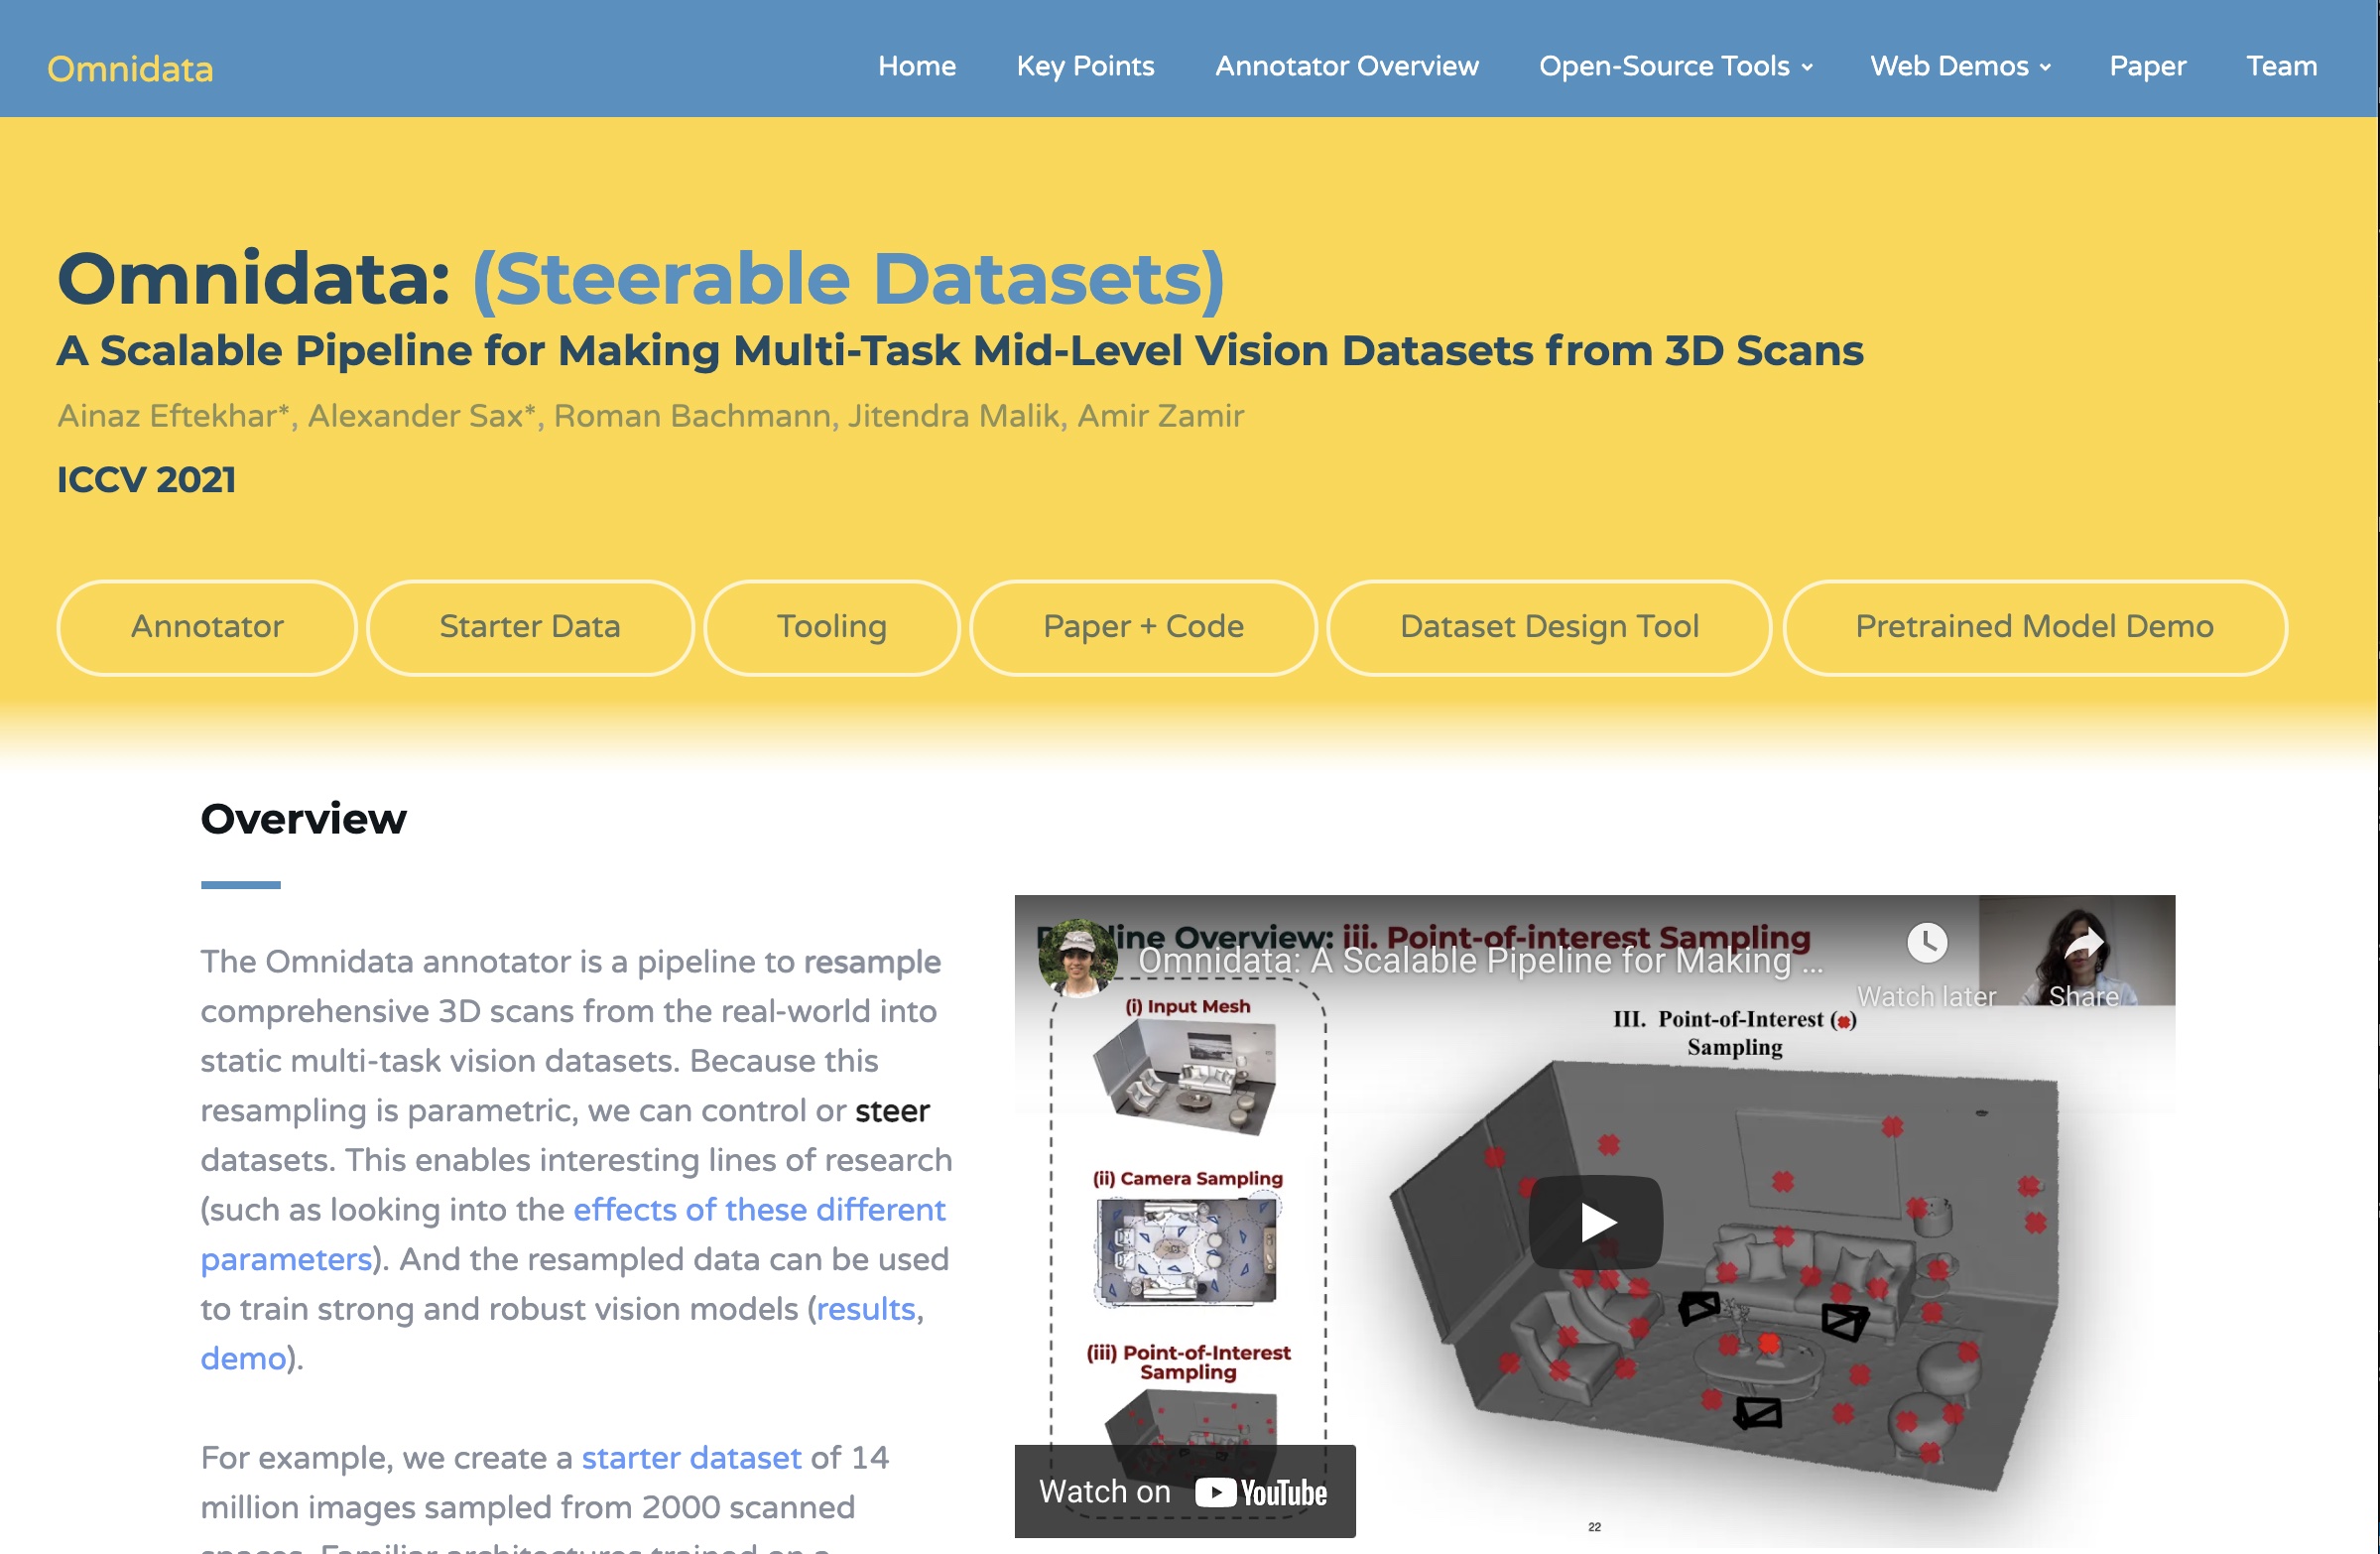 Omnidata
Home Key Points Annotator Overview Open-Source Tools Web Demos Paper Team
Omnidata: (Steerable Datasets)
A Scalable Pipeline for Making Multi-Task Mid-Level Vision Datasets from 3D Scans
Ainaz Eftekhar*, Alexander Sax*, Roman Bachmann, Jitendra Malik, Amir Zamir
ICCV 2021
Annotator Starter Data Tooling Paper + Code Dataset Design Tool Pretrained Model Demo
Overview
The Omnidata annotator is a pipeline to resample
comprehensive 3D scans from the real-world into
static multi-task vision datasets. Because this
resampling is parametric, we can control or steer
datasets. This enables interesting lines of research
(such as looking into the effects of these different
parameters). And the resampled data can be used
to train strong and robust vision models (results,
demo).
For example, we create a starter dataset of 14
million images sampled from 2000 scanned
spaces. Familiar architectures trained on a
Overview: iii. Point-of-interest Sampling
Omnidata: A Scalable Pipeline for Making ...
Watch later Share
(i) Input Mesh
(ii) Camera Sampling
(iii) Point-of-Interest
Sampling
III. Point-of-Interest ( )
Sampling
Watch on YouTube
22